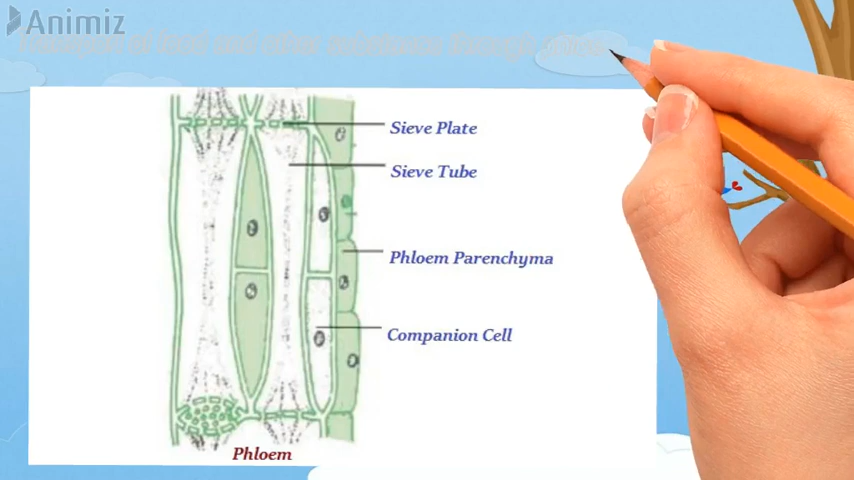 Animiz
Sieve Plate
Sieve Tube
Phloem Parenchyma
Companion Cell
Phloem